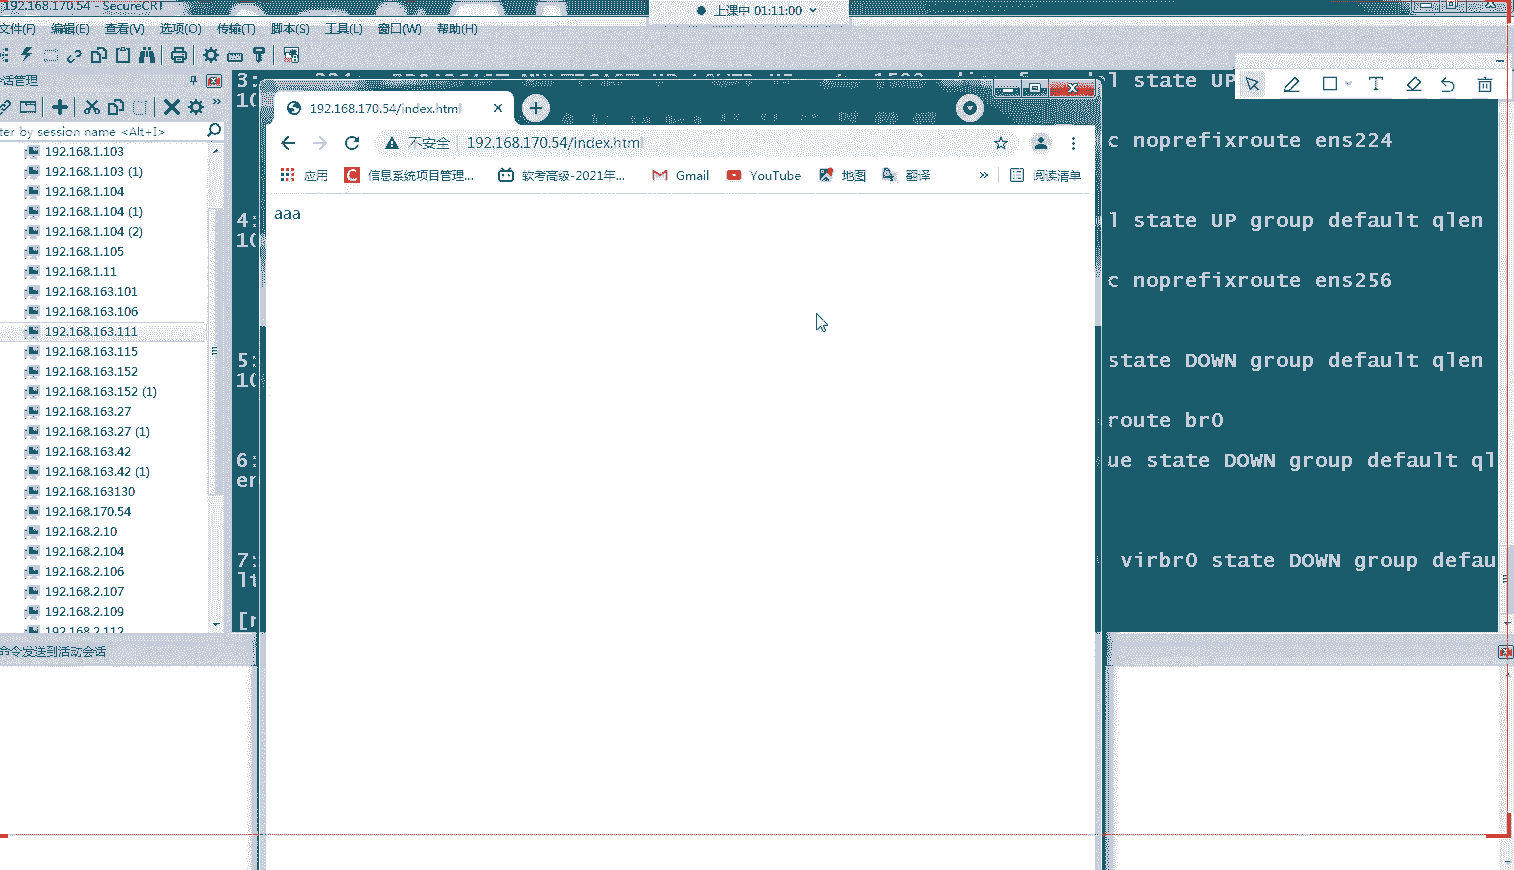 192.168.170.54 - SecureCRT
上课中 01:11:00
文件(F) 编辑(E) 查看(V) 选项(O) 传输(T) 脚本(S) 工具(L) 窗口(W) 帮助(H)
话管理
ter by session name <Alt+I>
192.168.1.103
192.168.1.103 (1)
192.168.1.104
192.168.1.104 (1)
192.168.1.104 (2)
192.168.1.105
192.168.1.11
192.168.163.101
192.168.163.106
192.168.163.111
192.168.163.115
192.168.163.152
192.168.163.152 (1)
192.168.163.27
192.168.163.27 (1)
192.168.163.42
192.168.163.42 (1)
192.168.163130
192.168.170.54
192.168.2.10
192.168.2.104
192.168.2.106
192.168.2.107
192.168.2.109
192.168.2.112
命令发送到活动会话
192.168.170.54/index.html
不安全 192.168.170.54/index.html
应用 信息系统项目管理... 软考高级-2021年... Gmail YouTube 地图 翻译 » 阅读清单
aaa
3:
l state UP
10
c noprefixroute ens224
4:
l state UP group default qlen
10
c noprefixroute ens256
5:
state DOWN group default qlen
10
route br0
6:
ue state DOWN group default ql
er
7:
virbr0 state DOWN group defau
lt
[r